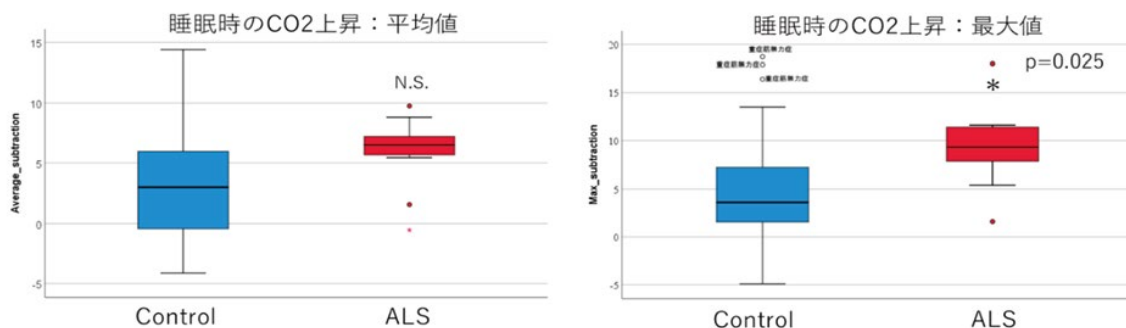 睡眠時のCO2上昇：平均値
15
10
5
0
-5
Average_subtraction
N.S.
*
Control
ALS
睡眠時のCO2上昇：最大値
20
15
10
5
0
-5
Max_subtraction
重症筋無力症
重症筋無力症
重症筋無力症
p=0.025
*
Control
ALS